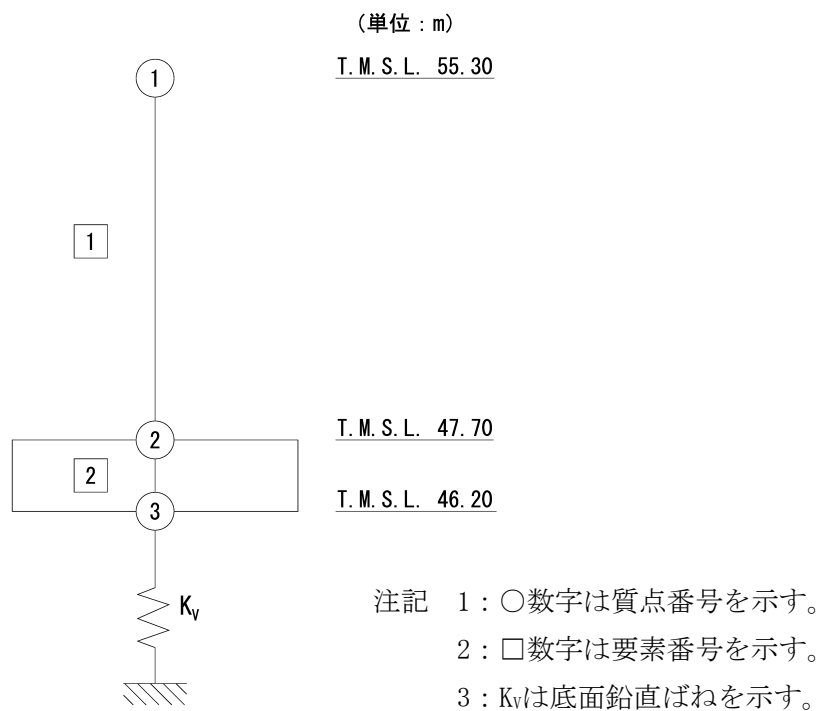 （単位：m）
① T.M.S.L. 55.30
1
② T.M.S.L. 47.70
2
③ T.M.S.L. 46.20
Kv
注記 1：○数字は質点番号を示す。
2：□数字は要素番号を示す。
3：Kvは底面鉛直ばねを示す。